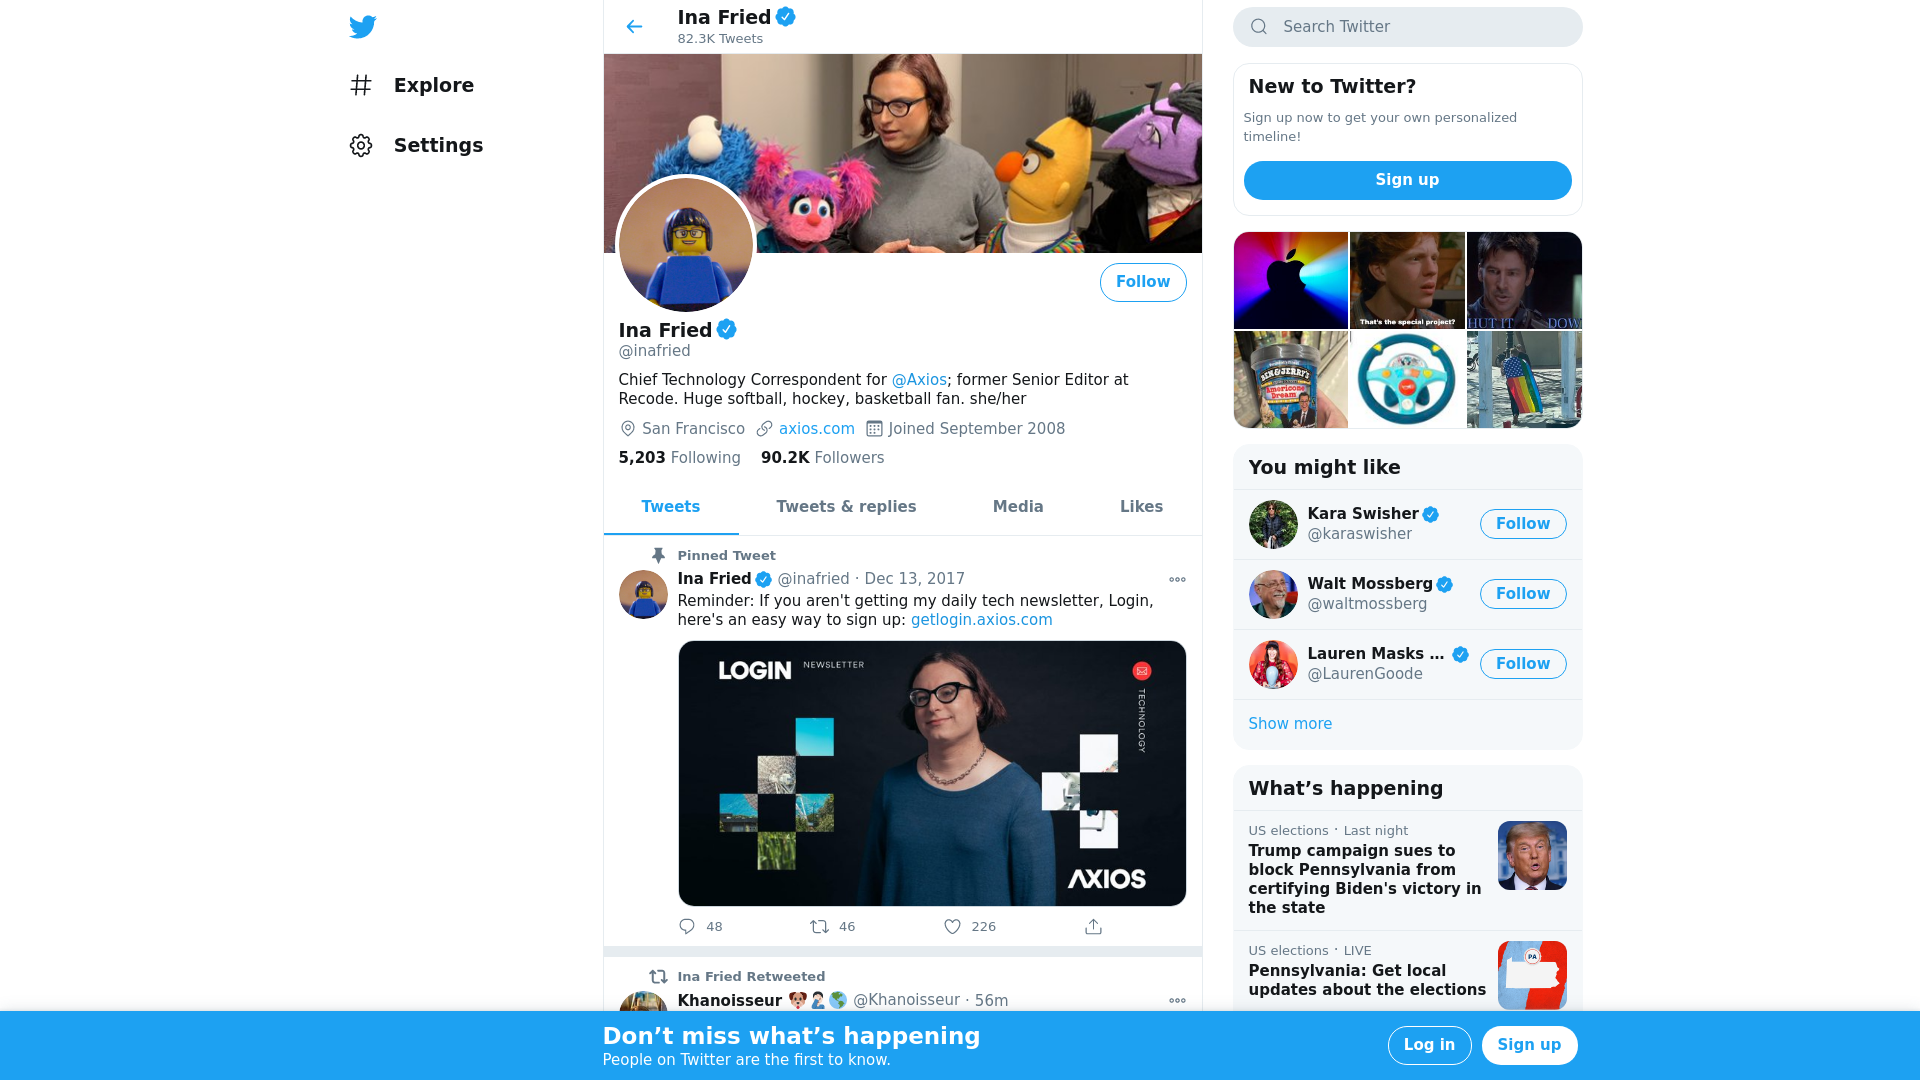 Explore
Settings
Ina Fried
82.3K Tweets
Follow
Ina Fried
@inafried
Chief Technology Correspondent for @Axios; former Senior Editor at
Recode. Huge softball, hockey, basketball fan. she/her
San Francisco axios.com Joined September 2008
5,203 Following 90.2K Followers
Tweets Tweets & replies Media Likes
Pinned Tweet
Ina Fried @inafried · Dec 13, 2017
Reminder: If you aren't getting my daily tech newsletter, Login,
here's an easy way to sign up: getlogin.axios.com
LOGIN NEWSLETTER
TECHNOLOGY
AXIOS
48 46 226
Ina Fried Retweeted
Khanoisseur @Khanoisseur · 56m
Search Twitter
New to Twitter?
Sign up now to get your own personalized
timeline!
Sign up
That's the special project?
HUT IT DOW
BEN & JERRY'S
Americone
Dream
You might like
Kara Swisher
@karaswisher
Follow
Walt Mossberg
@waltmossberg
Follow
Lauren Masks ...
@LaurenGoode
Follow
Show more
What’s happening
US elections · Last night
Trump campaign sues to
block Pennsylvania from
certifying Biden's victory in
the state
US elections · LIVE
Pennsylvania: Get local
updates about the elections
PA
Don’t miss what’s happening
People on Twitter are the first to know.
Log in
Sign up